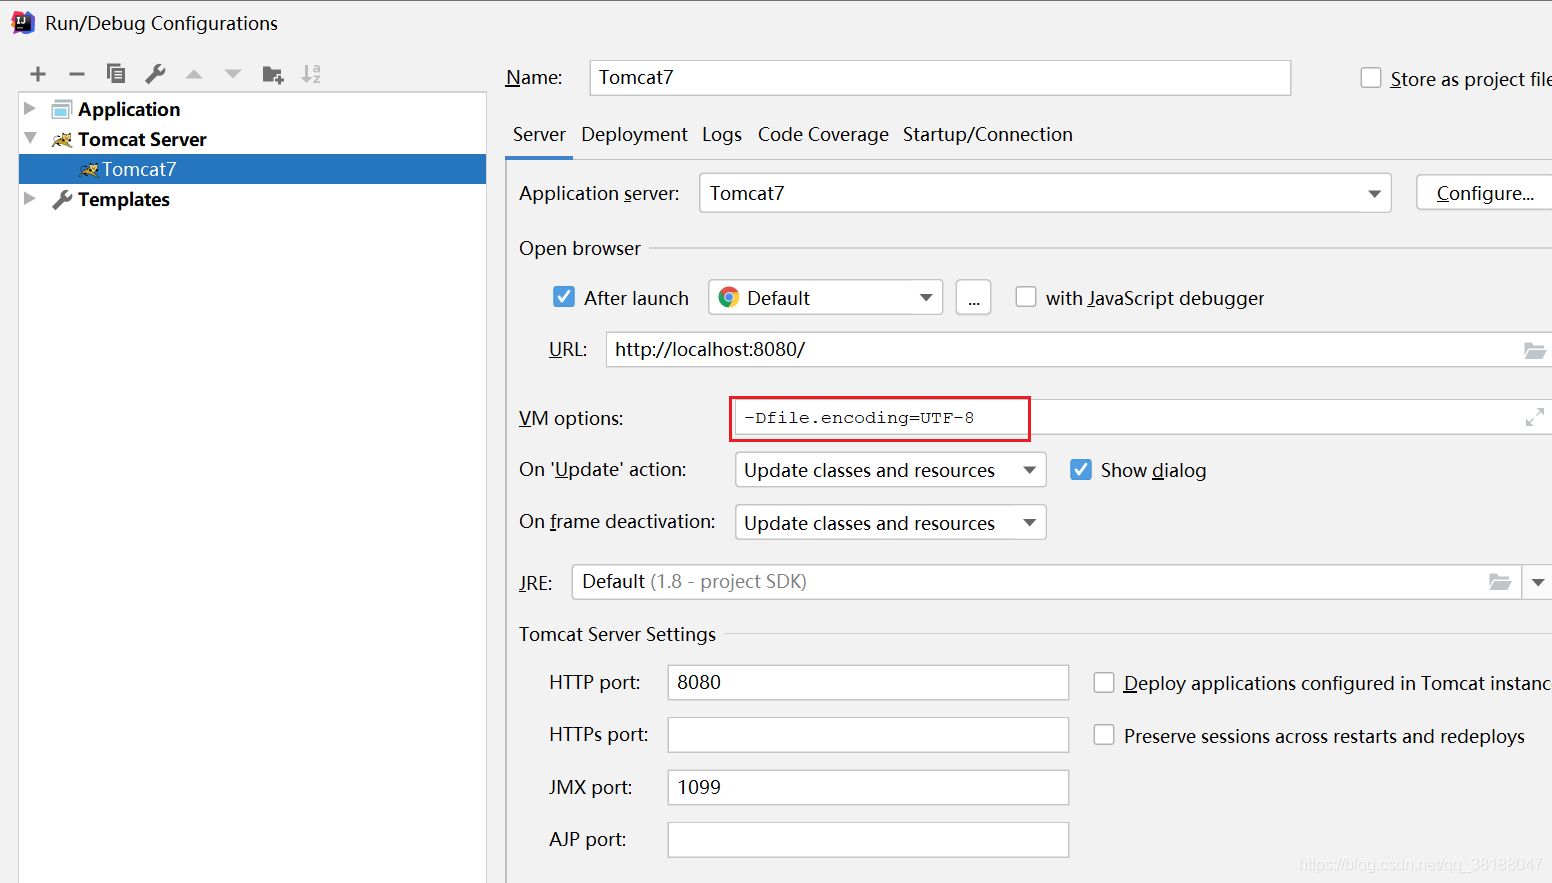 Run/Debug Configurations
Name: Tomcat7 Store as project file
Application
Tomcat Server
Tomcat7
Templates
Server Deployment Logs Code Coverage Startup/Connection
Application server: Tomcat7 Configure...
Open browser
After launch Default ... with JavaScript debugger
URL: http://localhost:8080/
VM options: -Dfile.encoding=UTF-8
On 'Update' action: Update classes and resources Show dialog
On frame deactivation: Update classes and resources
JRE: Default (1.8 - project SDK)
Tomcat Server Settings
HTTP port: 8080 Deploy applications configured in Tomcat instanc
HTTPs port: Preserve sessions across restarts and redeploys
JMX port: 1099
AJP port:
https://blog.csdn.net/qq_38188047